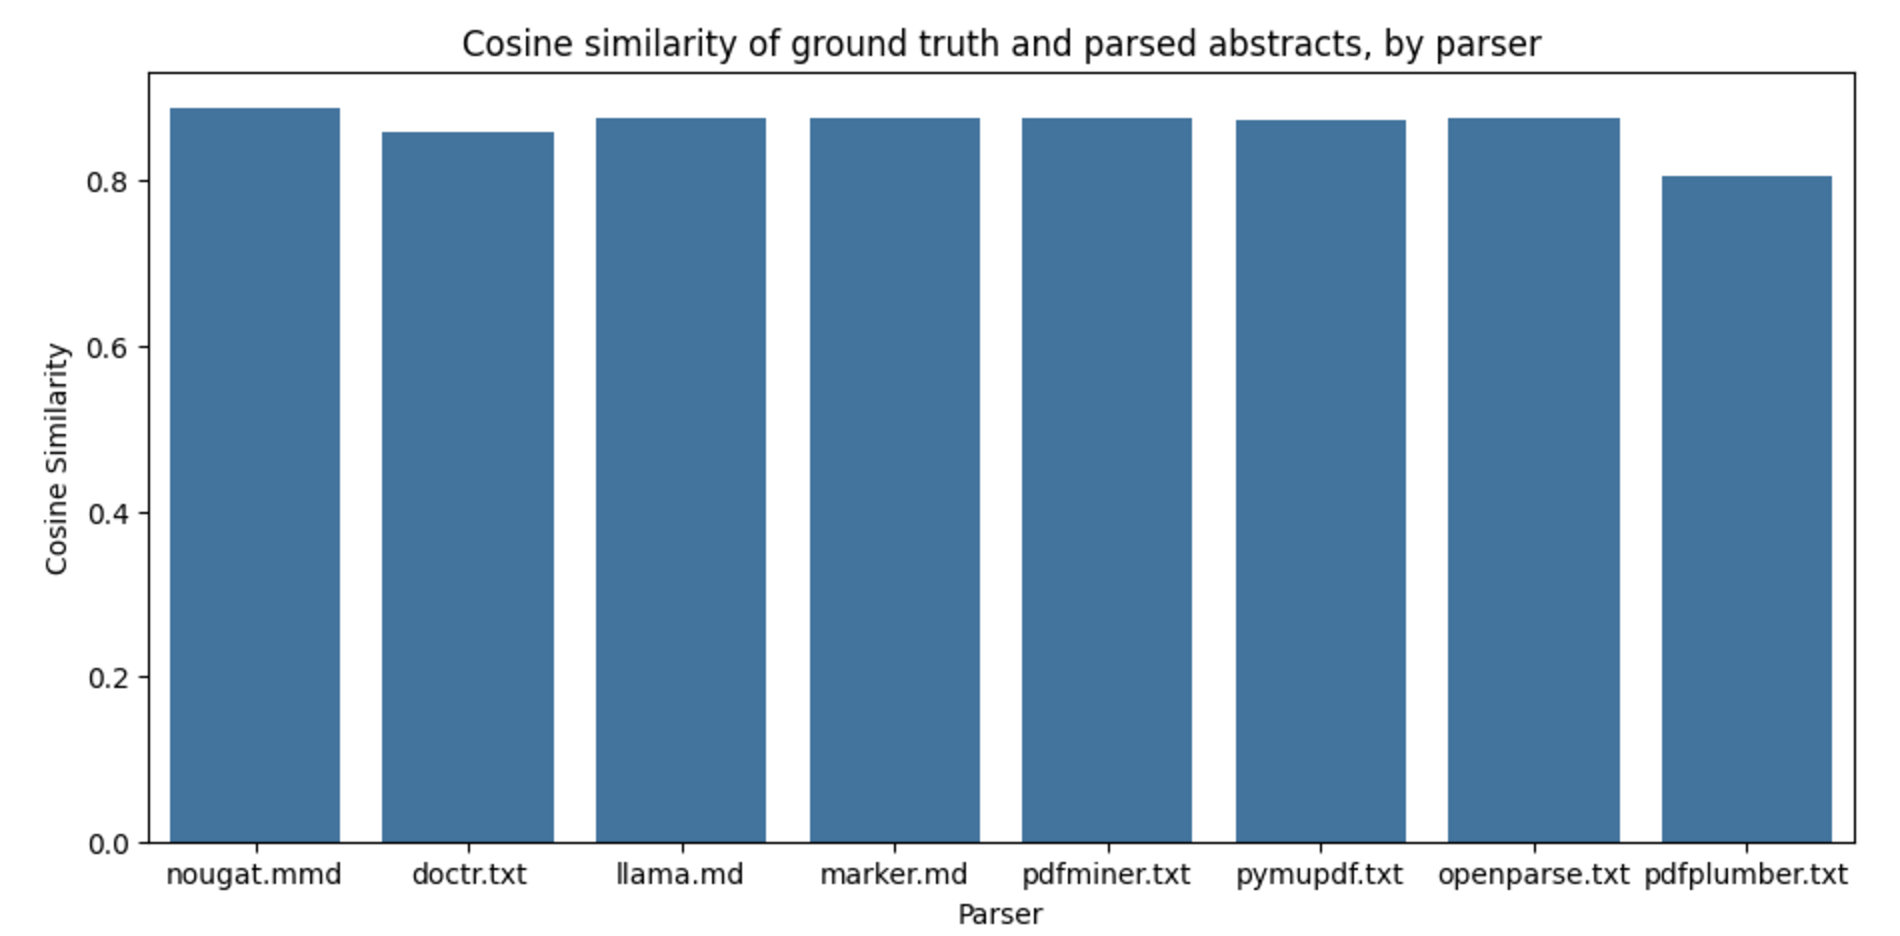 Cosine similarity of ground truth and parsed abstracts, by parser
Cosine Similarity
0.8
0.6
0.4
0.2
0.0
nougat.mmd doctr.txt llama.md marker.md pdfminer.txt pymupdf.txt openparse.txt pdfplumber.txt
Parser